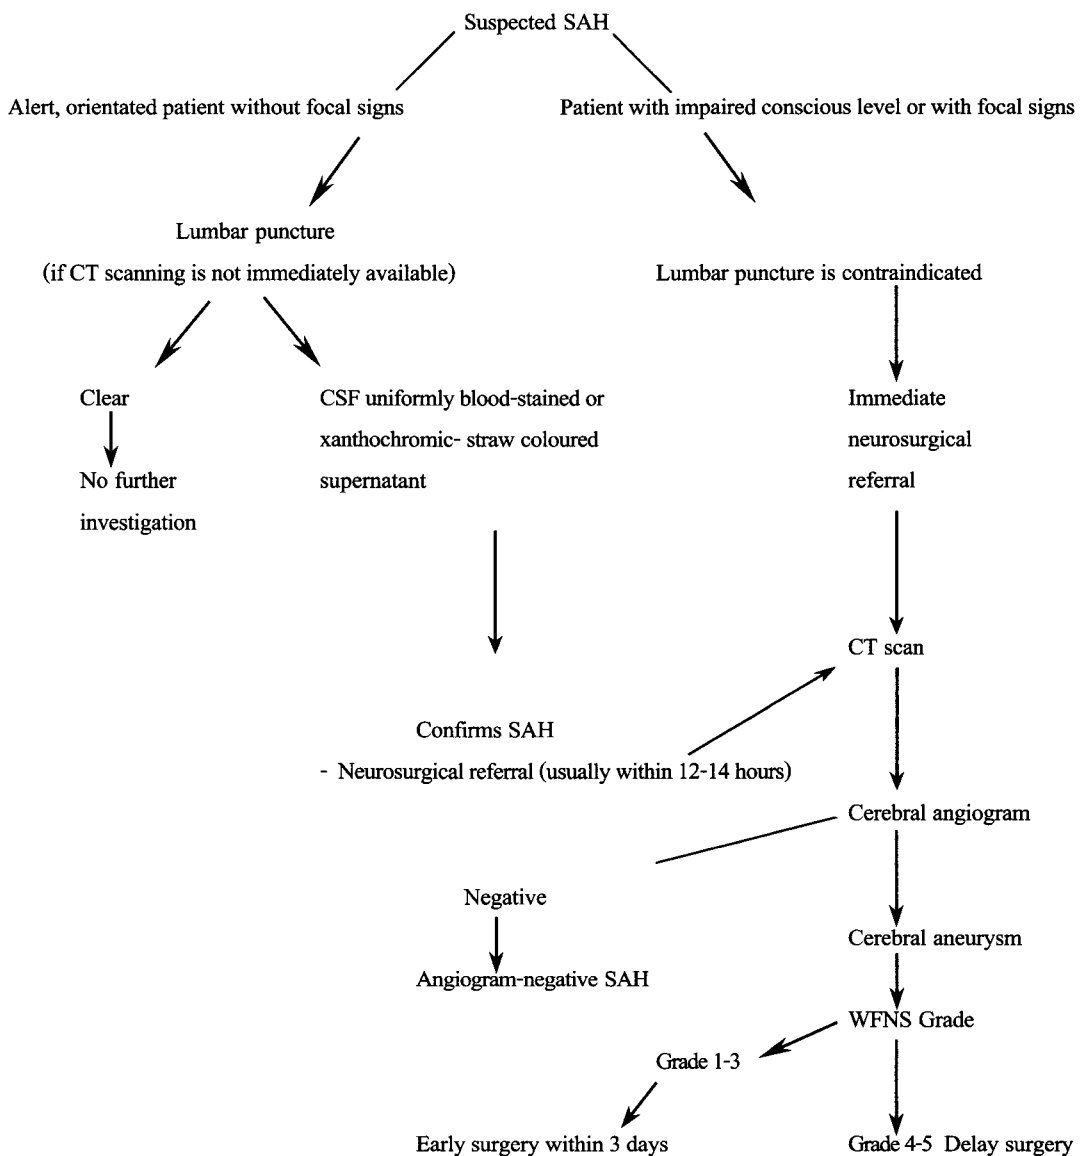 Suspected SAH
Alert, orientated patient without focal signs
Patient with impaired conscious level or with focal signs
Lumbar puncture
(if CT scanning is not immediately available)
Lumbar puncture is contraindicated
Clear
No further
investigation
CSF uniformly blood-stained or
xanthochromic- straw coloured
supernatant
Immediate
neurosurgical
referral
CT scan
Confirms SAH
- Neurosurgical referral (usually within 12-14 hours)
Cerebral angiogram
Negative
Angiogram-negative SAH
Cerebral aneurysm
WFNS Grade
Grade 1-3
Early surgery within 3 days
Grade 4-5 Delay surgery